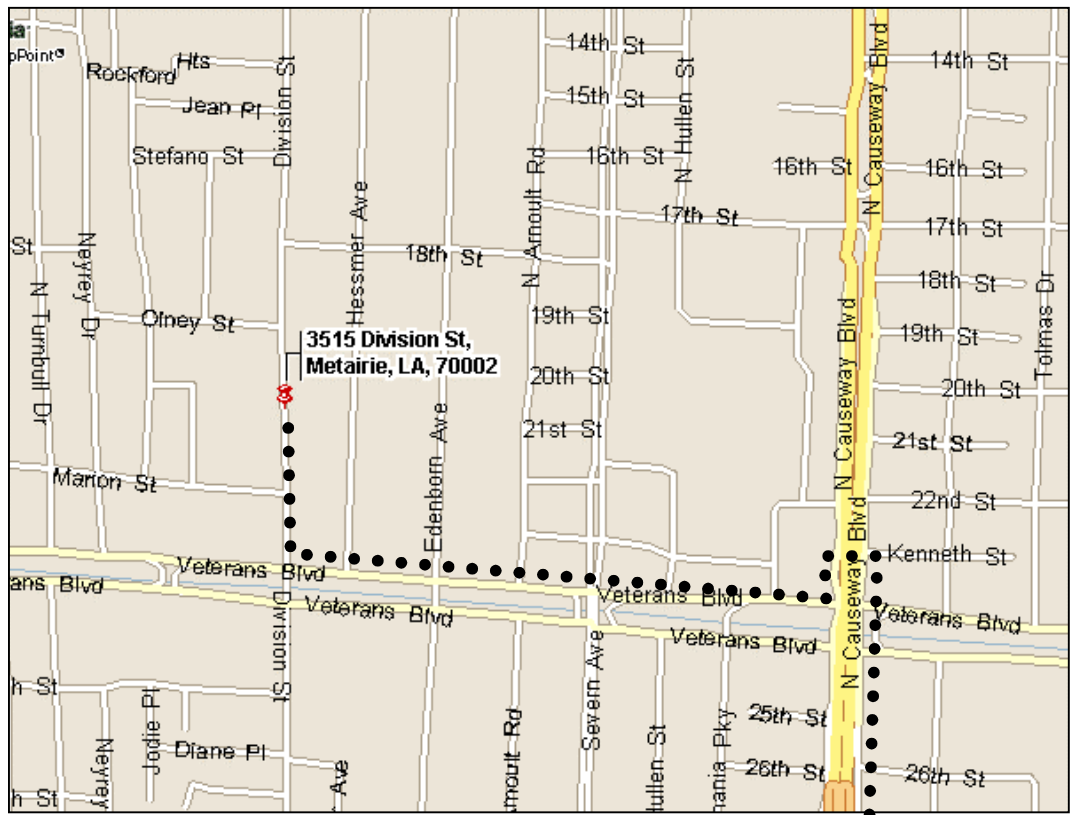 14th St
N Causeway Blvd
14th St
Rockford
Hts
Division St
15th St
N Hullen St
Jean Pl
Stefano St
16th St
16th St
16th St
N Arnoult Rd
Hessmer Ave
17th St
17th St
18th St
18th St
St
Neyrey Dr
N Turnbull Dr
Olney St
19th St
19th St
Tolmas Dr
N Causeway Blvd
3515 Division St,
Metairie, LA, 70002
20th St
20th St
21st St
21st St
Edenborn Ave
Marion St
22nd St
N Causeway Blvd
Kenneth St
Veterans Blvd
Veterans Blvd
Veterans Blvd
Veterans Blvd
Veterans Blvd
Blvd
Division St
Severn Ave
St
25th St
Jodie Pl
Neyrey
Diane Pl
Ave
Rd
St
Pky
26th St
26th St
St